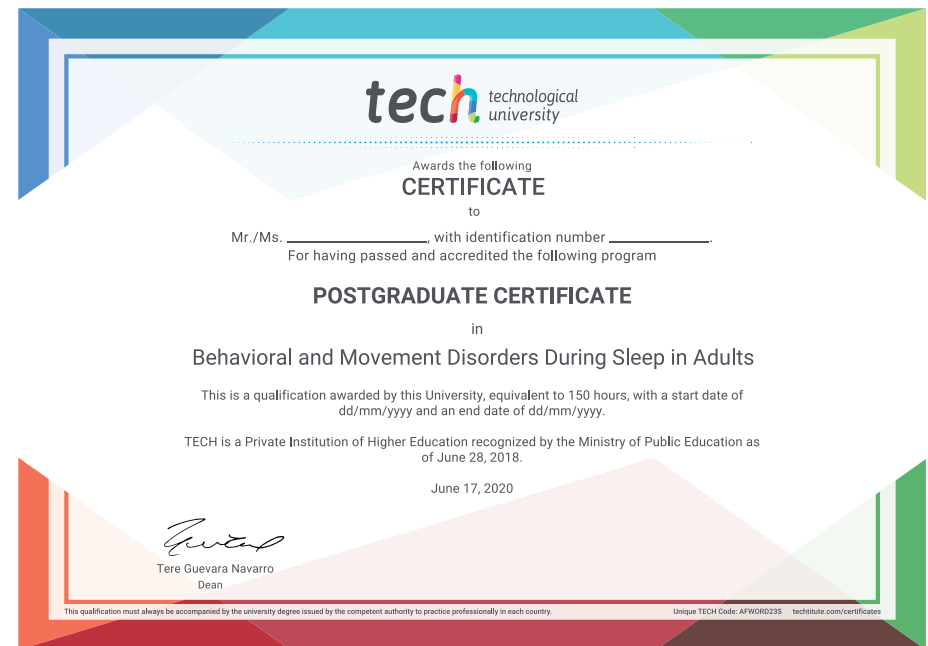 tech technological
university
Awards the following
CERTIFICATE
to
Mr./Ms. ____________, with identification number ____________.
For having passed and accredited the following program
POSTGRADUATE CERTIFICATE
in
Behavioral and Movement Disorders During Sleep in Adults
This is a qualification awarded by this University, equivalent to 150 hours, with a start date of
dd/mm/yyyy and an end date of dd/mm/yyyy.
TECH is a Private Institution of Higher Education recognized by the Ministry of Public Education as
of June 28, 2018.
June 17, 2020
Tere Guevara Navarro
Dean
This qualification must always be accompanied by the university degree issued by the competent authority to practice professionally in each country. Unique TECH Code: AFWORD23S techtitute.com/certificates